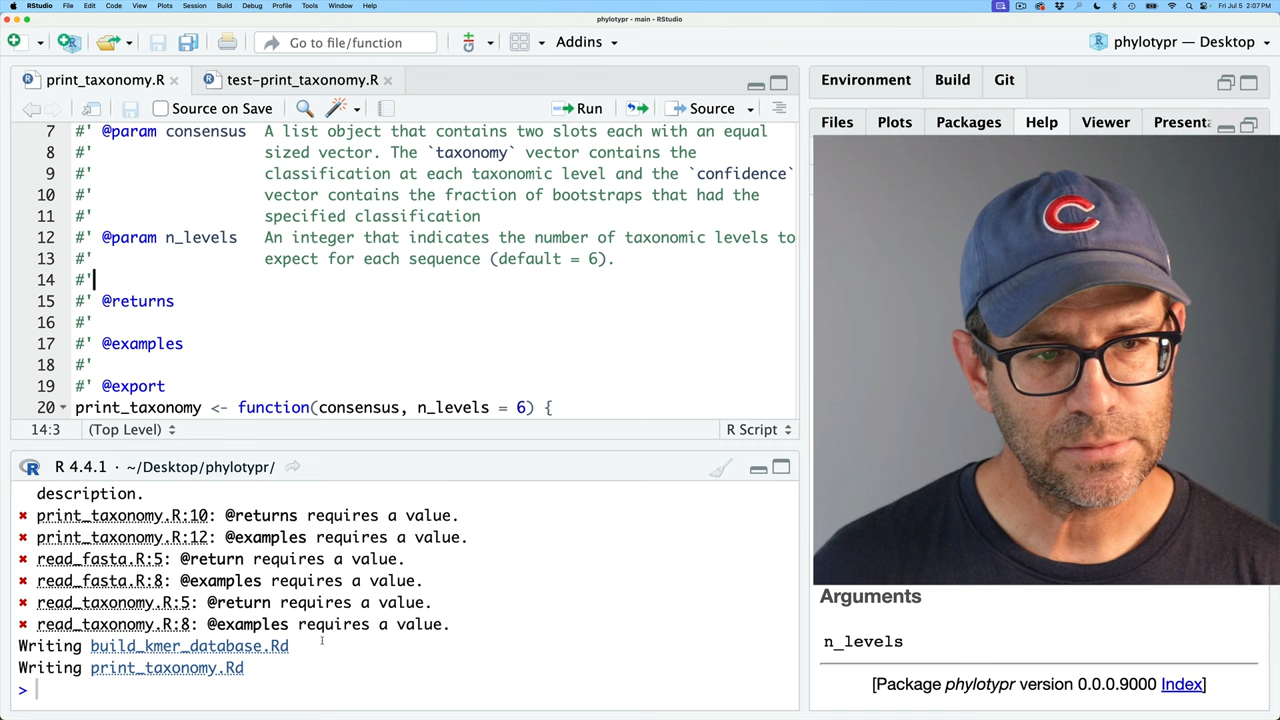 RStudio File Edit Code View Plots Session Build Debug Profile Tools Window Help Fri Jul 5 2:07 PM
phylotypr - main - RStudio
Go to file/function Addins phylotypr — Desktop
print_taxonomy.R test-print_taxonomy.R
Source on Save Run Source
7 #' @param consensus A list object that contains two slots each with an equal
8 #' sized vector. The `taxonomy` vector contains the
9 #' classification at each taxonomic level and the `confidence`
10 #' vector contains the fraction of bootstraps that had the
11 #' specified classification
12 #' @param n_levels An integer that indicates the number of taxonomic levels to
13 #' expect for each sequence (default = 6).
14 #'
15 #' @returns
16 #'
17 #' @examples
18 #'
19 #' @export
20 print_taxonomy <- function(consensus, n_levels = 6) {
14:3 (Top Level) R Script
R 4.4.1 · ~/Desktop/phylotypr/
description.
✖ print_taxonomy.R:10: @returns requires a value.
✖ print_taxonomy.R:12: @examples requires a value.
✖ read_fasta.R:5: @return requires a value.
✖ read_fasta.R:8: @examples requires a value.
✖ read_taxonomy.R:5: @return requires a value.
✖ read_taxonomy.R:8: @examples requires a value.
Writing build_kmer_database.Rd
Writing print_taxonomy.Rd
>
Environment Build Git
Files Plots Packages Help Viewer Presenta
C
Arguments
n_levels
[Package phylotypr version 0.0.0.9000 Index]